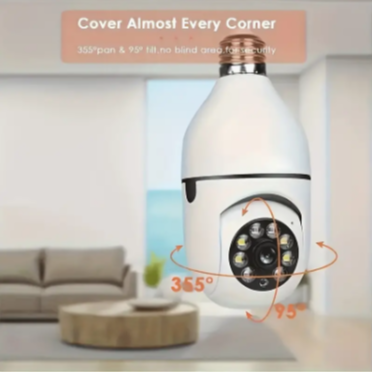 Cover Almost Every Corner
355°pan & 95° tilt,no blind area for security
355°
95°